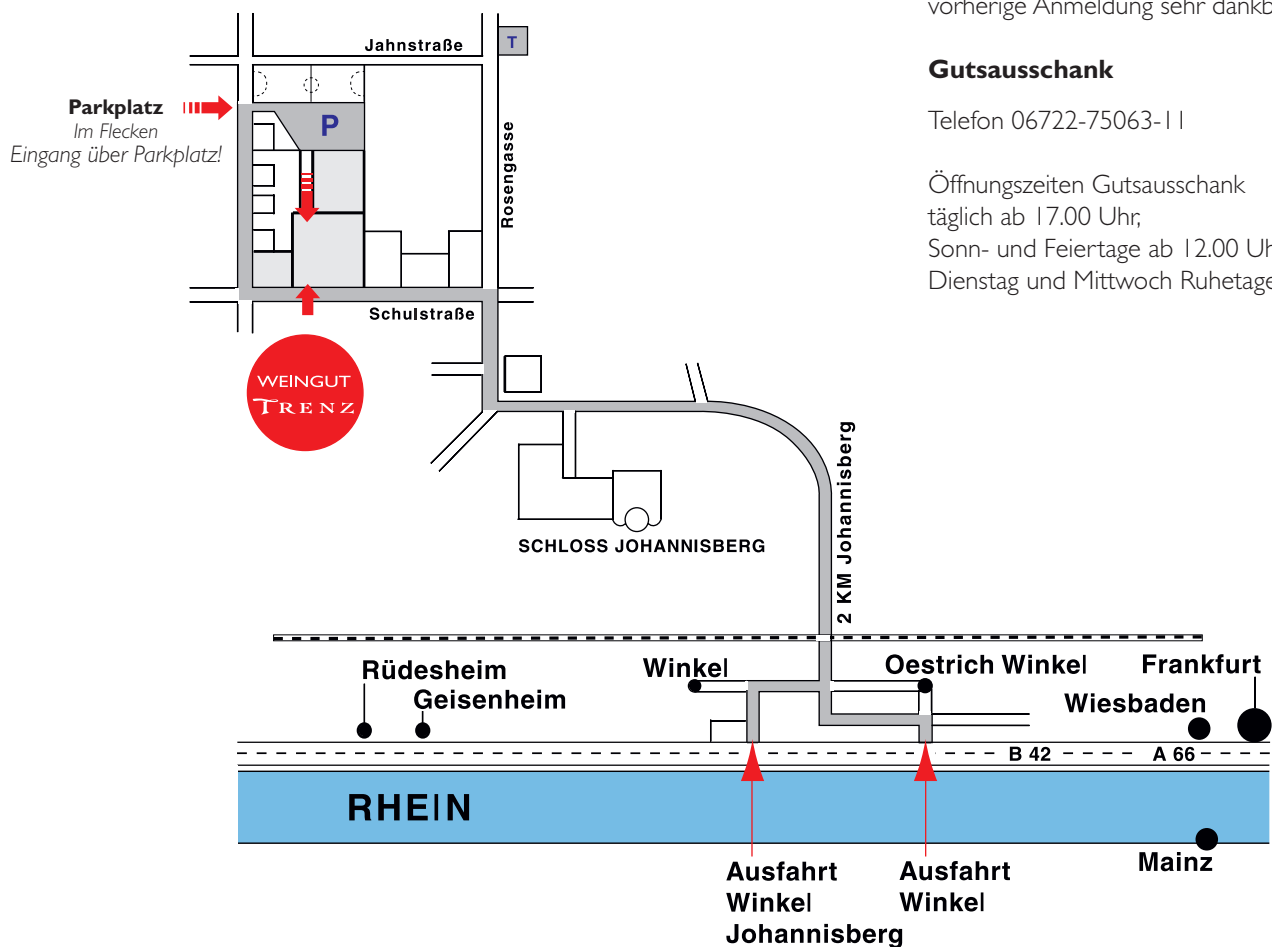 vorherige Anmeldung sehr dankb
Gutsausschank
Telefon 06722-75063-11
Öffnungszeiten Gutsausschank
täglich ab 17.00 Uhr,
Sonn- und Feiertage ab 12.00 Uh
Dienstag und Mittwoch Ruhetage
Jahnstraße
T
Parkplatz
Im Flecken
Eingang über Parkplatz!
P
Rosengasse
Schulstraße
WEINGUT
TRENZ
2 KM Johannisberg
SCHLOSS JOHANNISBERG
Rüdesheim
Geisenheim
Winkel
Oestrich Winkel
Frankfurt
Wiesbaden
B 42
A 66
RHEIN
Mainz
Ausfahrt
Winkel
Johannisberg
Ausfahrt
Winkel